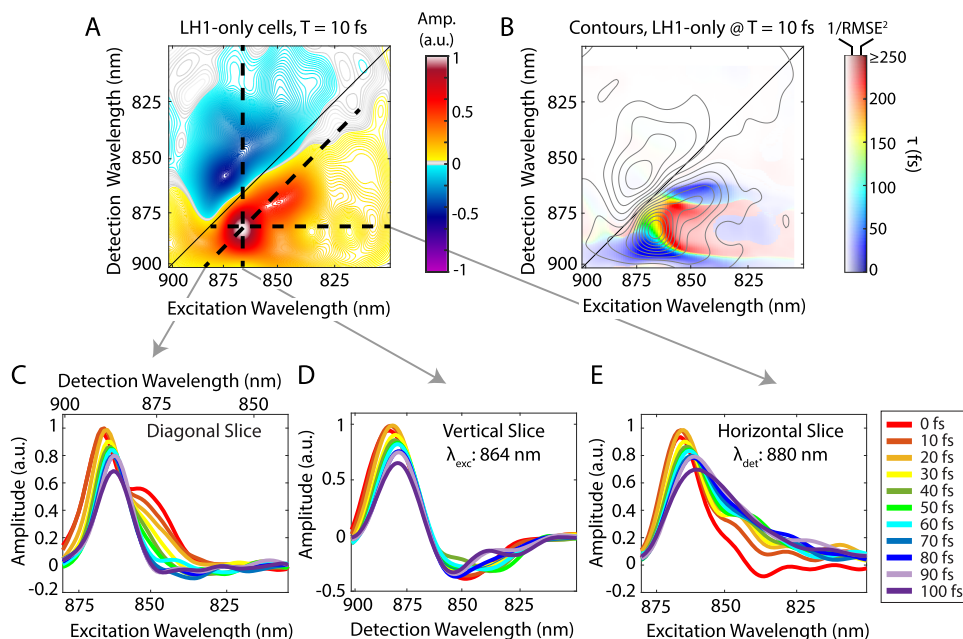 A
LH1-only cells, T = 10 fs
Amp.
(a.u.)
Detection Wavelength (nm)
825
850
875
900
900
875
850
825
Excitation Wavelength (nm)
1
0.5
0
-0.5
-1
B
Contours, LH1-only @ T = 10 fs
1/RMSE²
Detection Wavelength (nm)
825
850
875
900
900
875
850
825
Excitation Wavelength (nm)
≥250
200
150
100
50
0
τ (fs)
C
Detection Wavelength (nm)
900
875
850
Diagonal Slice
Amplitude (a.u.)
1
0.8
0.6
0.4
0.2
0
-0.2
875
850
825
Excitation Wavelength (nm)
D
Vertical Slice
λexc: 864 nm
Amplitude (a.u.)
1
0.5
0
-0.5
900
875
850
825
Detection Wavelength (nm)
E
Horizontal Slice
λdet: 880 nm
Amplitude (a.u.)
1
0.8
0.6
0.4
0.2
0
-0.2
875
850
825
Excitation Wavelength (nm)
0 fs
10 fs
20 fs
30 fs
40 fs
50 fs
60 fs
70 fs
80 fs
90 fs
100 fs